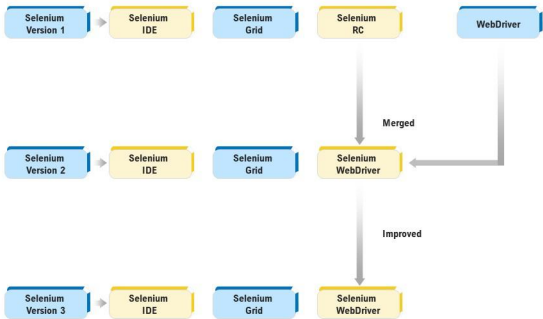 Selenium
Version 1
Selenium
IDE
Selenium
Grid
Selenium
RC
WebDriver
Merged
Selenium
Version 2
Selenium
IDE
Selenium
Grid
Selenium
WebDriver
Improved
Selenium
Version 3
Selenium
IDE
Selenium
Grid
Selenium
WebDriver